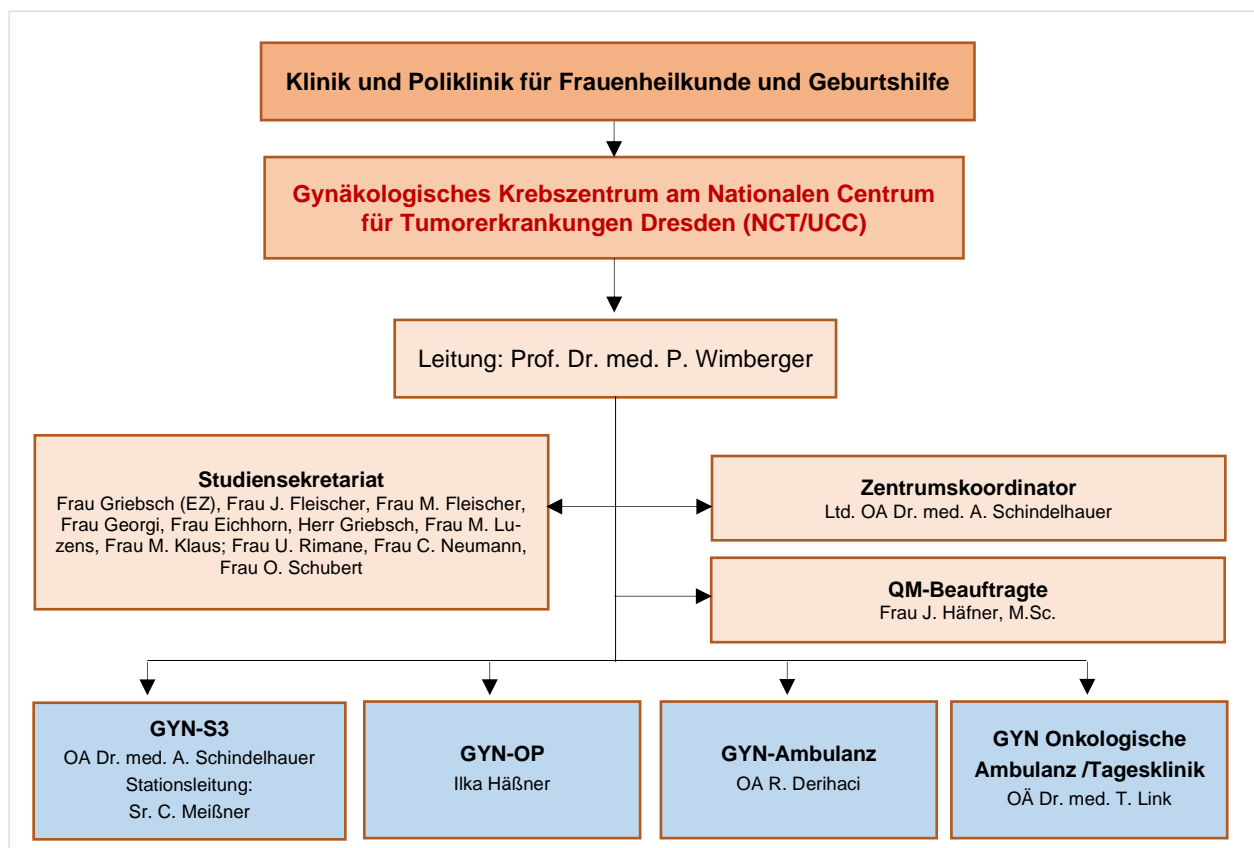 Klinik und Poliklinik für Frauenheilkunde und Geburtshilfe
Gynäkologisches Krebszentrum am Nationalen Centrum
für Tumorerkrankungen Dresden (NCT/UCC)
Leitung: Prof. Dr. med. P. Wimberger
Studiensekretariat
Frau Griebsch (EZ), Frau J. Fleischer, Frau M. Fleischer,
Frau Georgi, Frau Eichhorn, Herr Griebsch, Frau M. Lu-
zens, Frau M. Klaus; Frau U. Rimane, Frau C. Neumann,
Frau O. Schubert
Zentrumskoordinator
Ltd. OA Dr. med. A. Schindelhauer
QM-Beauftragte
Frau J. Häfner, M.Sc.
GYN-S3
OA Dr. med. A. Schindelhauer
Stationsleitung:
Sr. C. Meißner
GYN-OP
Ilka Häßner
GYN-Ambulanz
OA R. Derihaci
GYN Onkologische
Ambulanz /Tagesklinik
OÄ Dr. med. T. Link